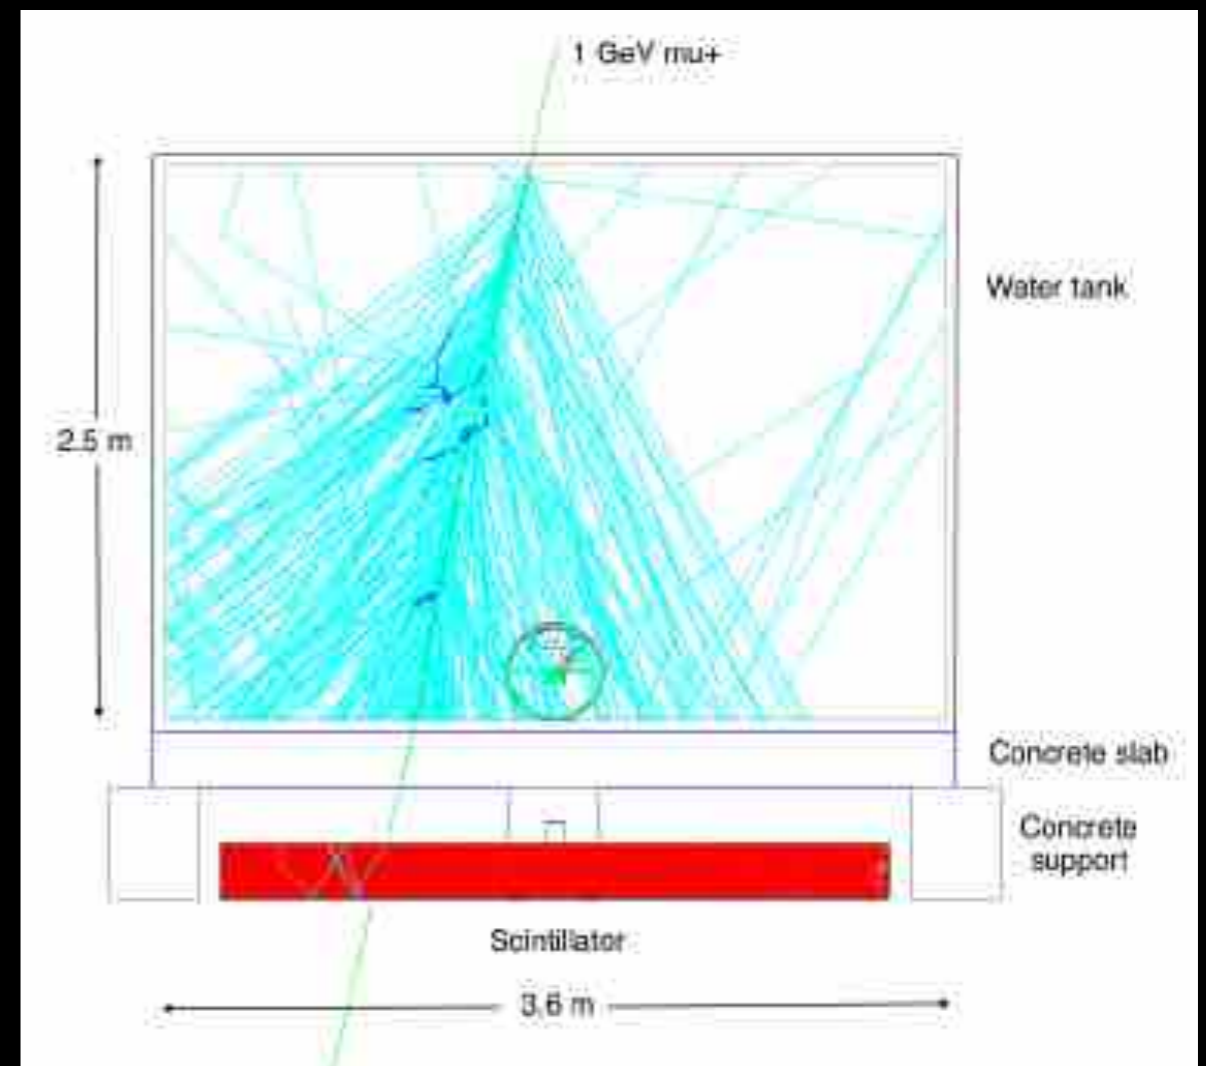 1 GeV mu+
Water tank
2.5 m
Concrete slab
Concrete
support
Scintillator
3.6 m